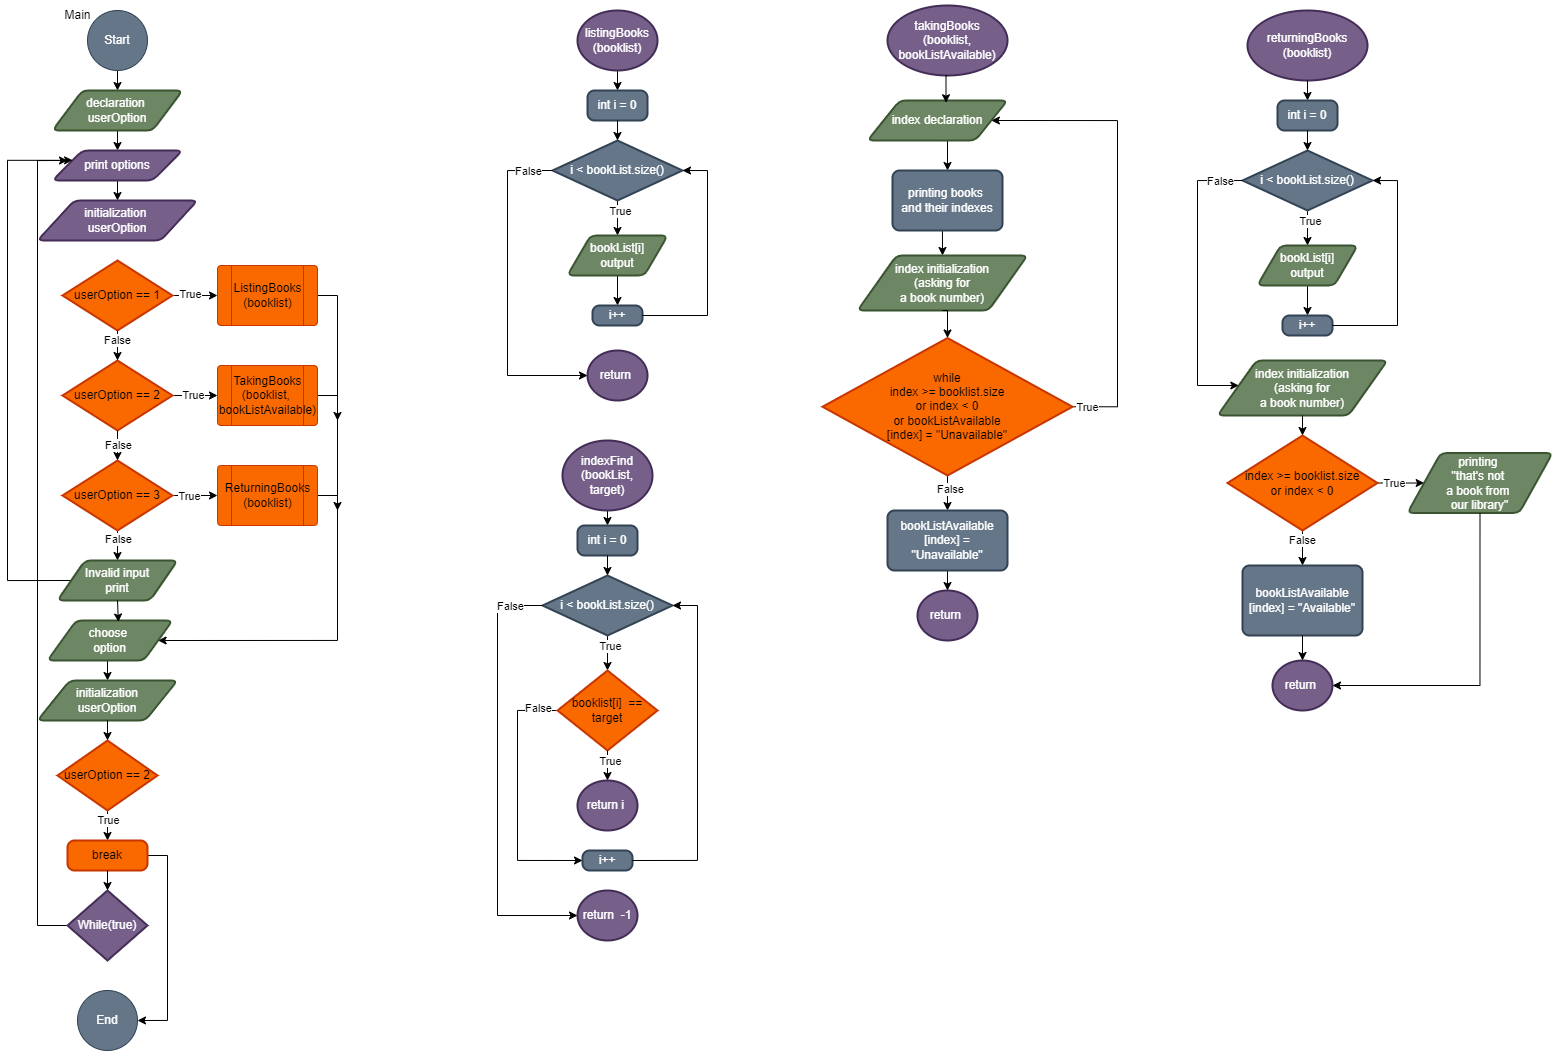 Main
Start
declaration
userOption
print options
initialization
userOption
userOption == 1
True
ListingBooks
(booklist)
False
userOption == 2
True
TakingBooks
(booklist,
bookListAvailable)
False
userOption == 3
True
ReturningBooks
(booklist)
False
Invalid input
print
choose
option
initialization
userOption
userOption == 2
True
break
While(true)
End
listingBooks
(booklist)
int i = 0
i < bookList.size()
False
True
bookList[i]
output
i++
return
indexFind
(bookList,
target)
int i = 0
i < bookList.size()
False
True
booklist[i] ==
target
False
True
return i
i++
return -1
takingBooks
(booklist,
bookListAvailable)
index declaration
printing books
and their indexes
index initialization
(asking for
a book number)
while
index >= booklist.size
or index < 0
or bookListAvailable
[index] = "Unavailable"
True
False
bookListAvailable
[index] =
"Unavailable"
return
returningBooks
(booklist)
int i = 0
i < bookList.size()
False
True
bookList[i]
output
i++
index initialization
(asking for
a book number)
index >= booklist.size
or index < 0
True
printing
"that's not
a book from
our library"
False
bookListAvailable
[index] = "Available"
return